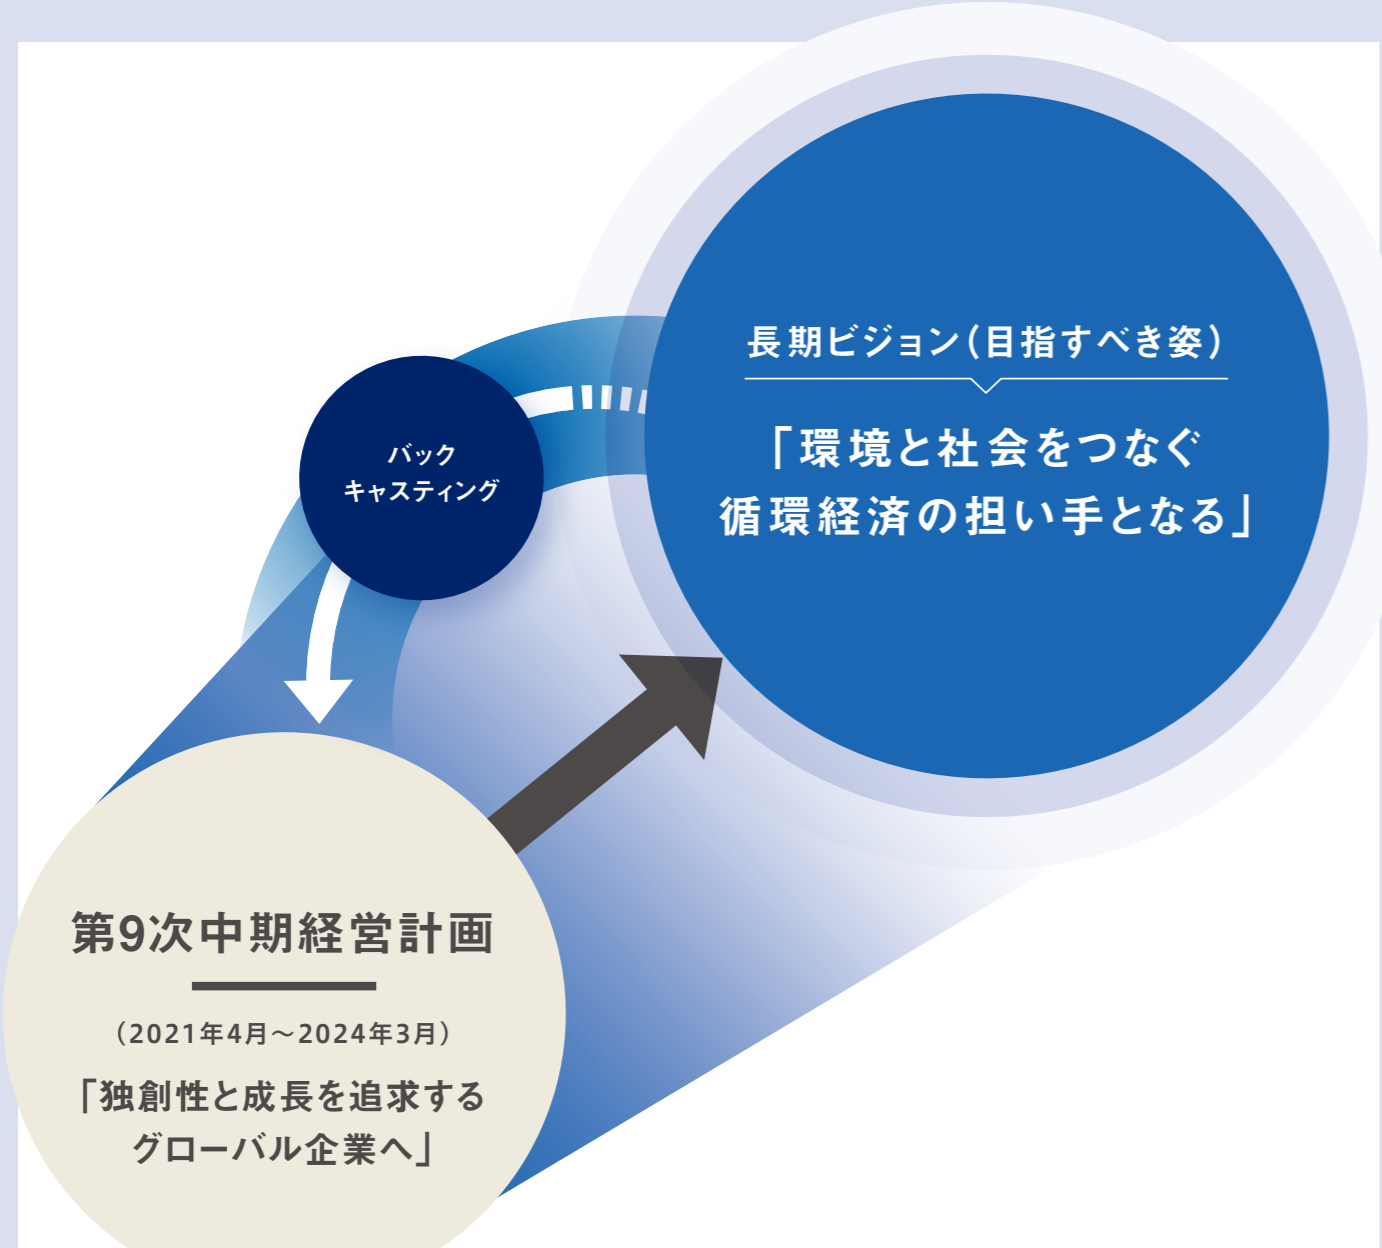 長期ビジョン(目指すべき姿)
「環境と社会をつなぐ
循環経済の担い手となる」
バック
キャスティング
第9次中期経営計画
(2021年4月～2024年3月)
「独創性と成長を追求する
グローバル企業へ」